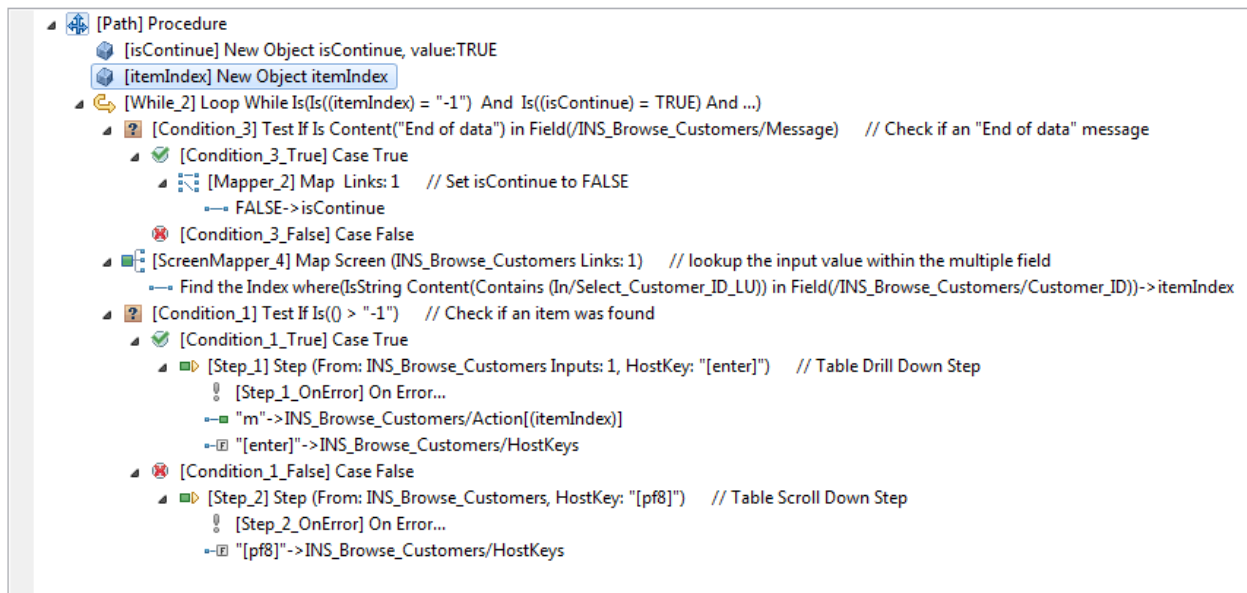 [Path] Procedure
[isContinue] New Object isContinue, value:TRUE
[itemIndex] New Object itemIndex
[While_2] Loop While Is(Is((itemIndex) = "-1") And Is((isContinue) = TRUE) And ...)
[Condition_3] Test If Is Content("End of data") in Field(/INS_Browse_Customers/Message) // Check if an "End of data" message
[Condition_3_True] Case True
[Mapper_2] Map Links: 1 // Set isContinue to FALSE
FALSE->isContinue
[Condition_3_False] Case False
[ScreenMapper_4] Map Screen (INS_Browse_Customers Links: 1) // lookup the input value within the multiple field
Find the Index where(IsString Content(Contains (In/Select_Customer_ID_LU)) in Field(/INS_Browse_Customers/Customer_ID))->itemIndex
[Condition_1] Test If Is(() > "-1") // Check if an item was found
[Condition_1_True] Case True
[Step_1] Step (From: INS_Browse_Customers Inputs: 1, HostKey: "[enter]") // Table Drill Down Step
[Step_1_OnError] On Error...
"m"->INS_Browse_Customers/Action[(itemIndex)]
"[enter]"->INS_Browse_Customers/HostKeys
[Condition_1_False] Case False
[Step_2] Step (From: INS_Browse_Customers, HostKey: "[pf8]") // Table Scroll Down Step
[Step_2_OnError] On Error...
"[pf8]"->INS_Browse_Customers/HostKeys